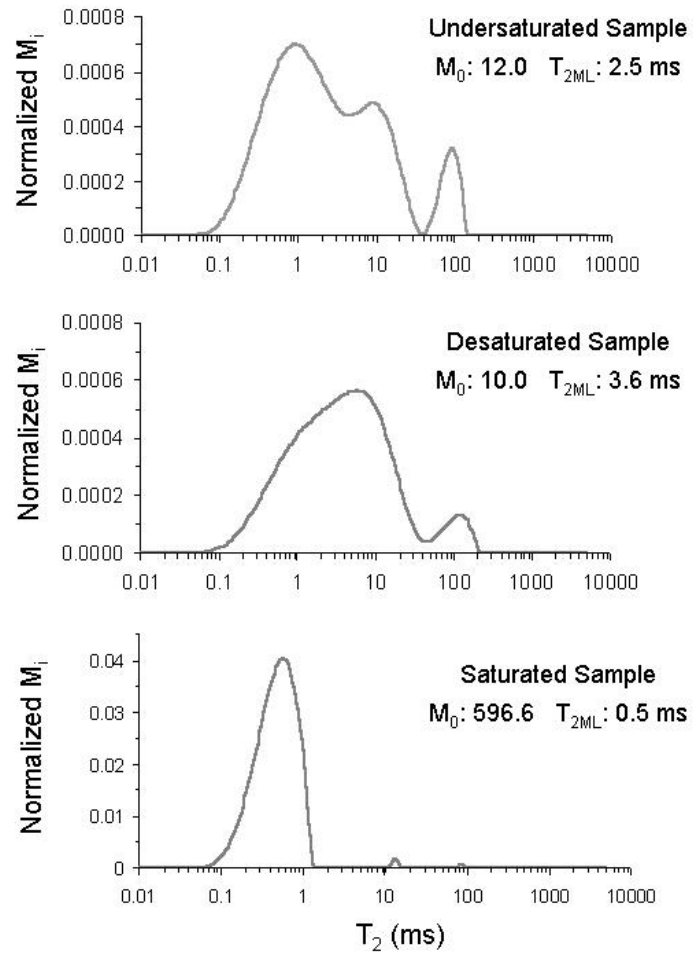 Undersaturated Sample
M₀: 12.0 T₂ML: 2.5 ms
Normalized Mᵢ
0.0008
0.0006
0.0004
0.0002
0.0000
0.01 0.1 1 10 100 1000 10000
Desaturated Sample
M₀: 10.0 T₂ML: 3.6 ms
Normalized Mᵢ
0.0008
0.0006
0.0004
0.0002
0.0000
0.01 0.1 1 10 100 1000 10000
Saturated Sample
M₀: 596.6 T₂ML: 0.5 ms
Normalized Mᵢ
0.04
0.03
0.02
0.01
0
0.01 0.1 1 10 100 1000 10000
T₂ (ms)